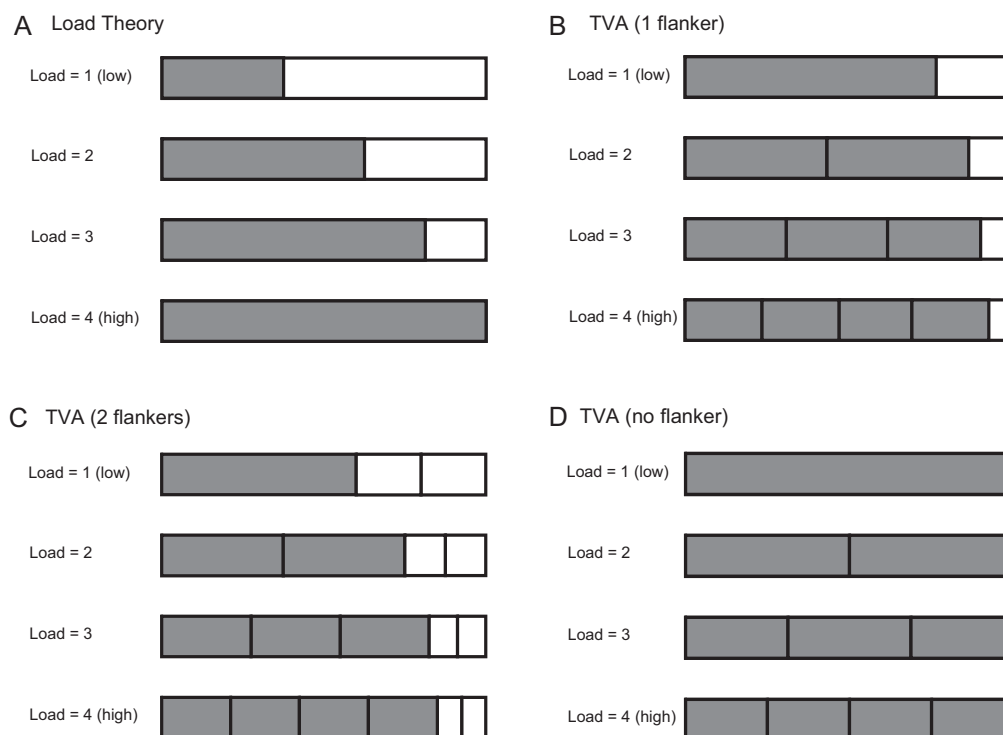 A Load Theory
Load = 1 (low)
Load = 2
Load = 3
Load = 4 (high)
B TVA (1 flanker)
Load = 1 (low)
Load = 2
Load = 3
Load = 4 (high)
C TVA (2 flankers)
Load = 1 (low)
Load = 2
Load = 3
Load = 4 (high)
D TVA (no flanker)
Load = 1 (low)
Load = 2
Load = 3
Load = 4 (high)